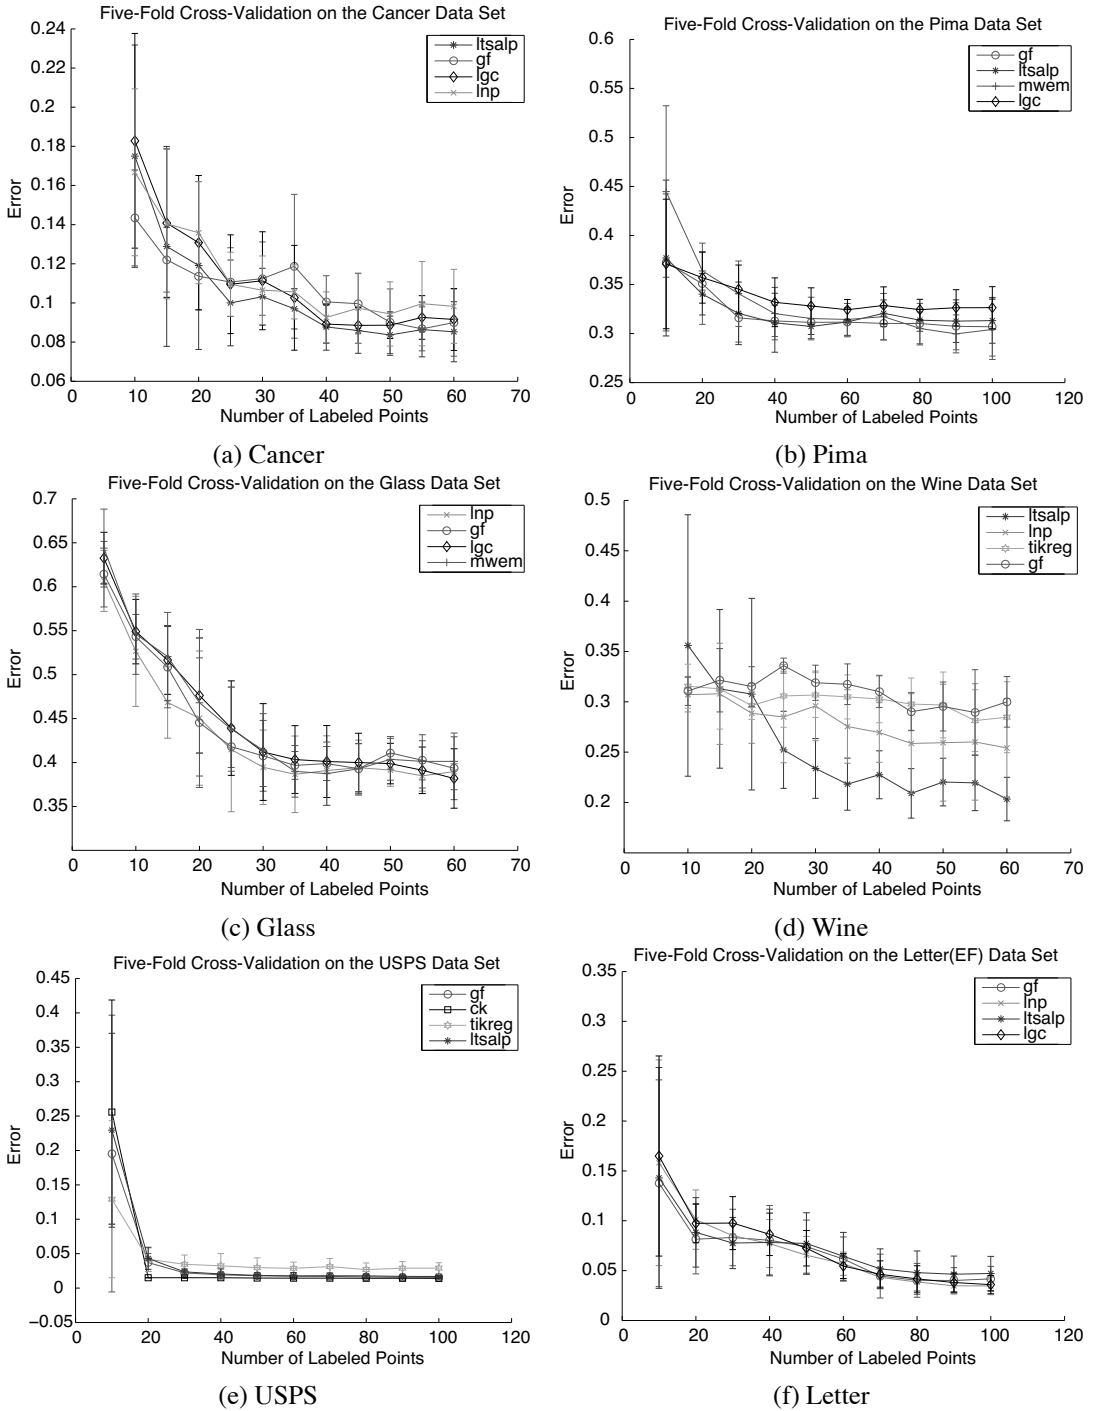 Five-Fold Cross-Validation on the Cancer Data Set
0.24
0.22
0.2
0.18
0.16
0.14
0.12
0.1
0.08
0.06
Error
ltsalp
gf
lgc
lnp
0 10 20 30 40 50 60 70
Number of Labeled Points
(a) Cancer
Five-Fold Cross-Validation on the Pima Data Set
0.6
0.55
0.5
0.45
0.4
0.35
0.3
0.25
Error
gf
ltsalp
mwem
lgc
0 20 40 60 80 100 120
Number of Labeled Points
(b) Pima
Five-Fold Cross-Validation on the Glass Data Set
0.7
0.65
0.6
0.55
0.5
0.45
0.4
0.35
Error
lnp
gf
lgc
mwem
0 10 20 30 40 50 60 70
Number of Labeled Points
(c) Glass
Five-Fold Cross-Validation on the Wine Data Set
0.5
0.45
0.4
0.35
0.3
0.25
0.2
Error
ltsalp
lnp
tikreg
gf
0 10 20 30 40 50 60 70
Number of Labeled Points
(d) Wine
Five-Fold Cross-Validation on the USPS Data Set
0.45
0.4
0.35
0.3
0.25
0.2
0.15
0.1
0.05
0
−0.05
Error
gf
ck
tikreg
ltsalp
0 20 40 60 80 100 120
Number of Labeled Points
(e) USPS
Five-Fold Cross-Validation on the Letter(EF) Data Set
0.35
0.3
0.25
0.2
0.15
0.1
0.05
0
Error
gf
lnp
ltsalp
lgc
0 20 40 60 80 100 120
Number of Labeled Points
(f) Letter